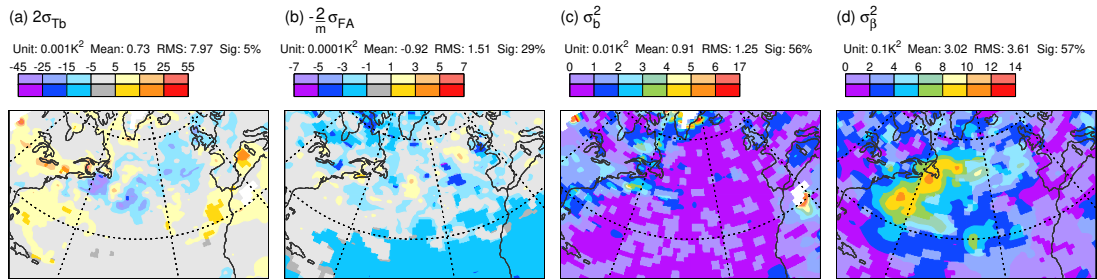 (a) 2σ_Tb
Unit: 0.001K² Mean: 0.73 RMS: 7.97 Sig: 5%
-45 -25 -15 -5 5 15 25 55
(b) -2/m σ_FA
Unit: 0.0001K² Mean: -0.92 RMS: 1.51 Sig: 29%
-7 -5 -3 -1 1 3 5 7
(c) σ_b²
Unit: 0.01K² Mean: 0.91 RMS: 1.25 Sig: 56%
0 1 2 3 4 5 6 17
(d) σ_β²
Unit: 0.1K² Mean: 3.02 RMS: 3.61 Sig: 57%
0 2 4 6 8 10 12 14